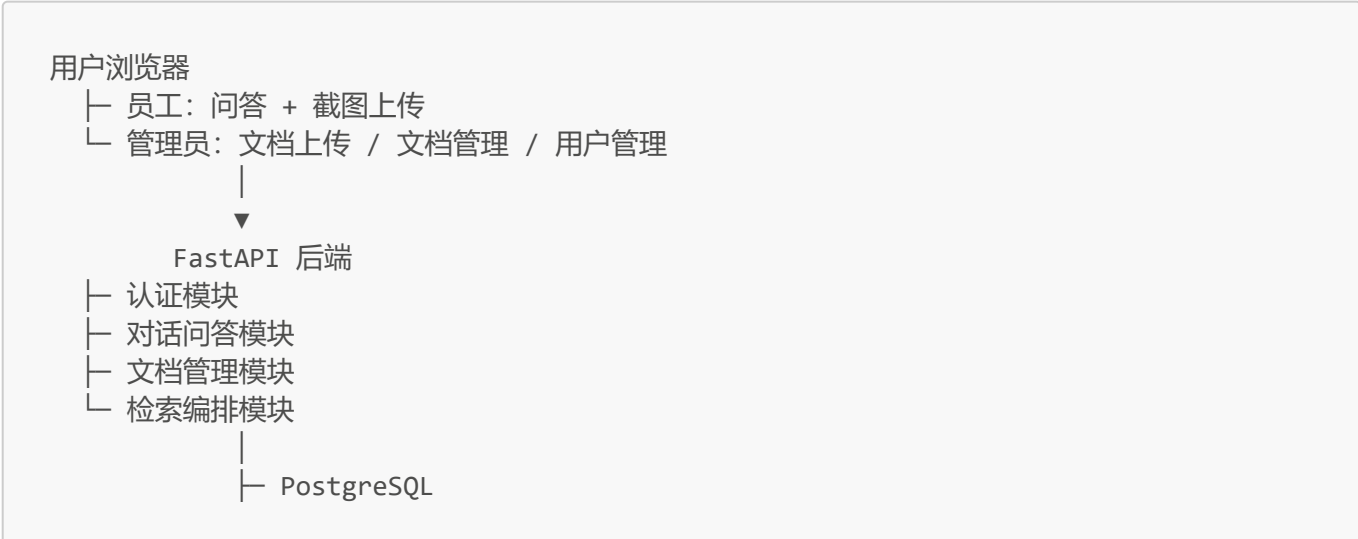 用户浏览器
├─ 员工：问答 + 截图上传
└─ 管理员：文档上传 / 文档管理 / 用户管理
│
▼
FastAPI 后端
├─ 认证模块
├─ 对话问答模块
├─ 文档管理模块
└─ 检索编排模块
│
├─ PostgreSQL